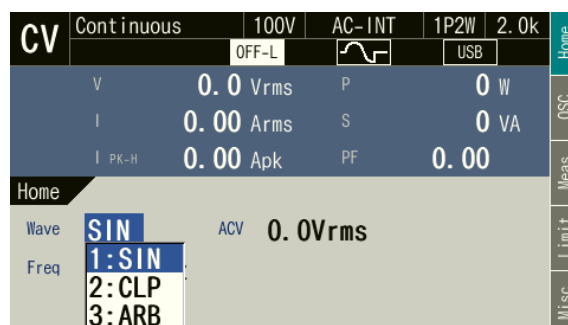 CV Continuous 100V AC-INT 1P2W 2.0k
OFF-L USB
V 0.0 Vrms P 0 W
I 0.00 Arms S 0 VA
I PK-H 0.00 Apk PF 0.00
Home
Wave SIN ACV 0.0Vrms
Freq
1:SIN
2:CLP
3:ARB
Home
OSC
Meas
Limit
Misc